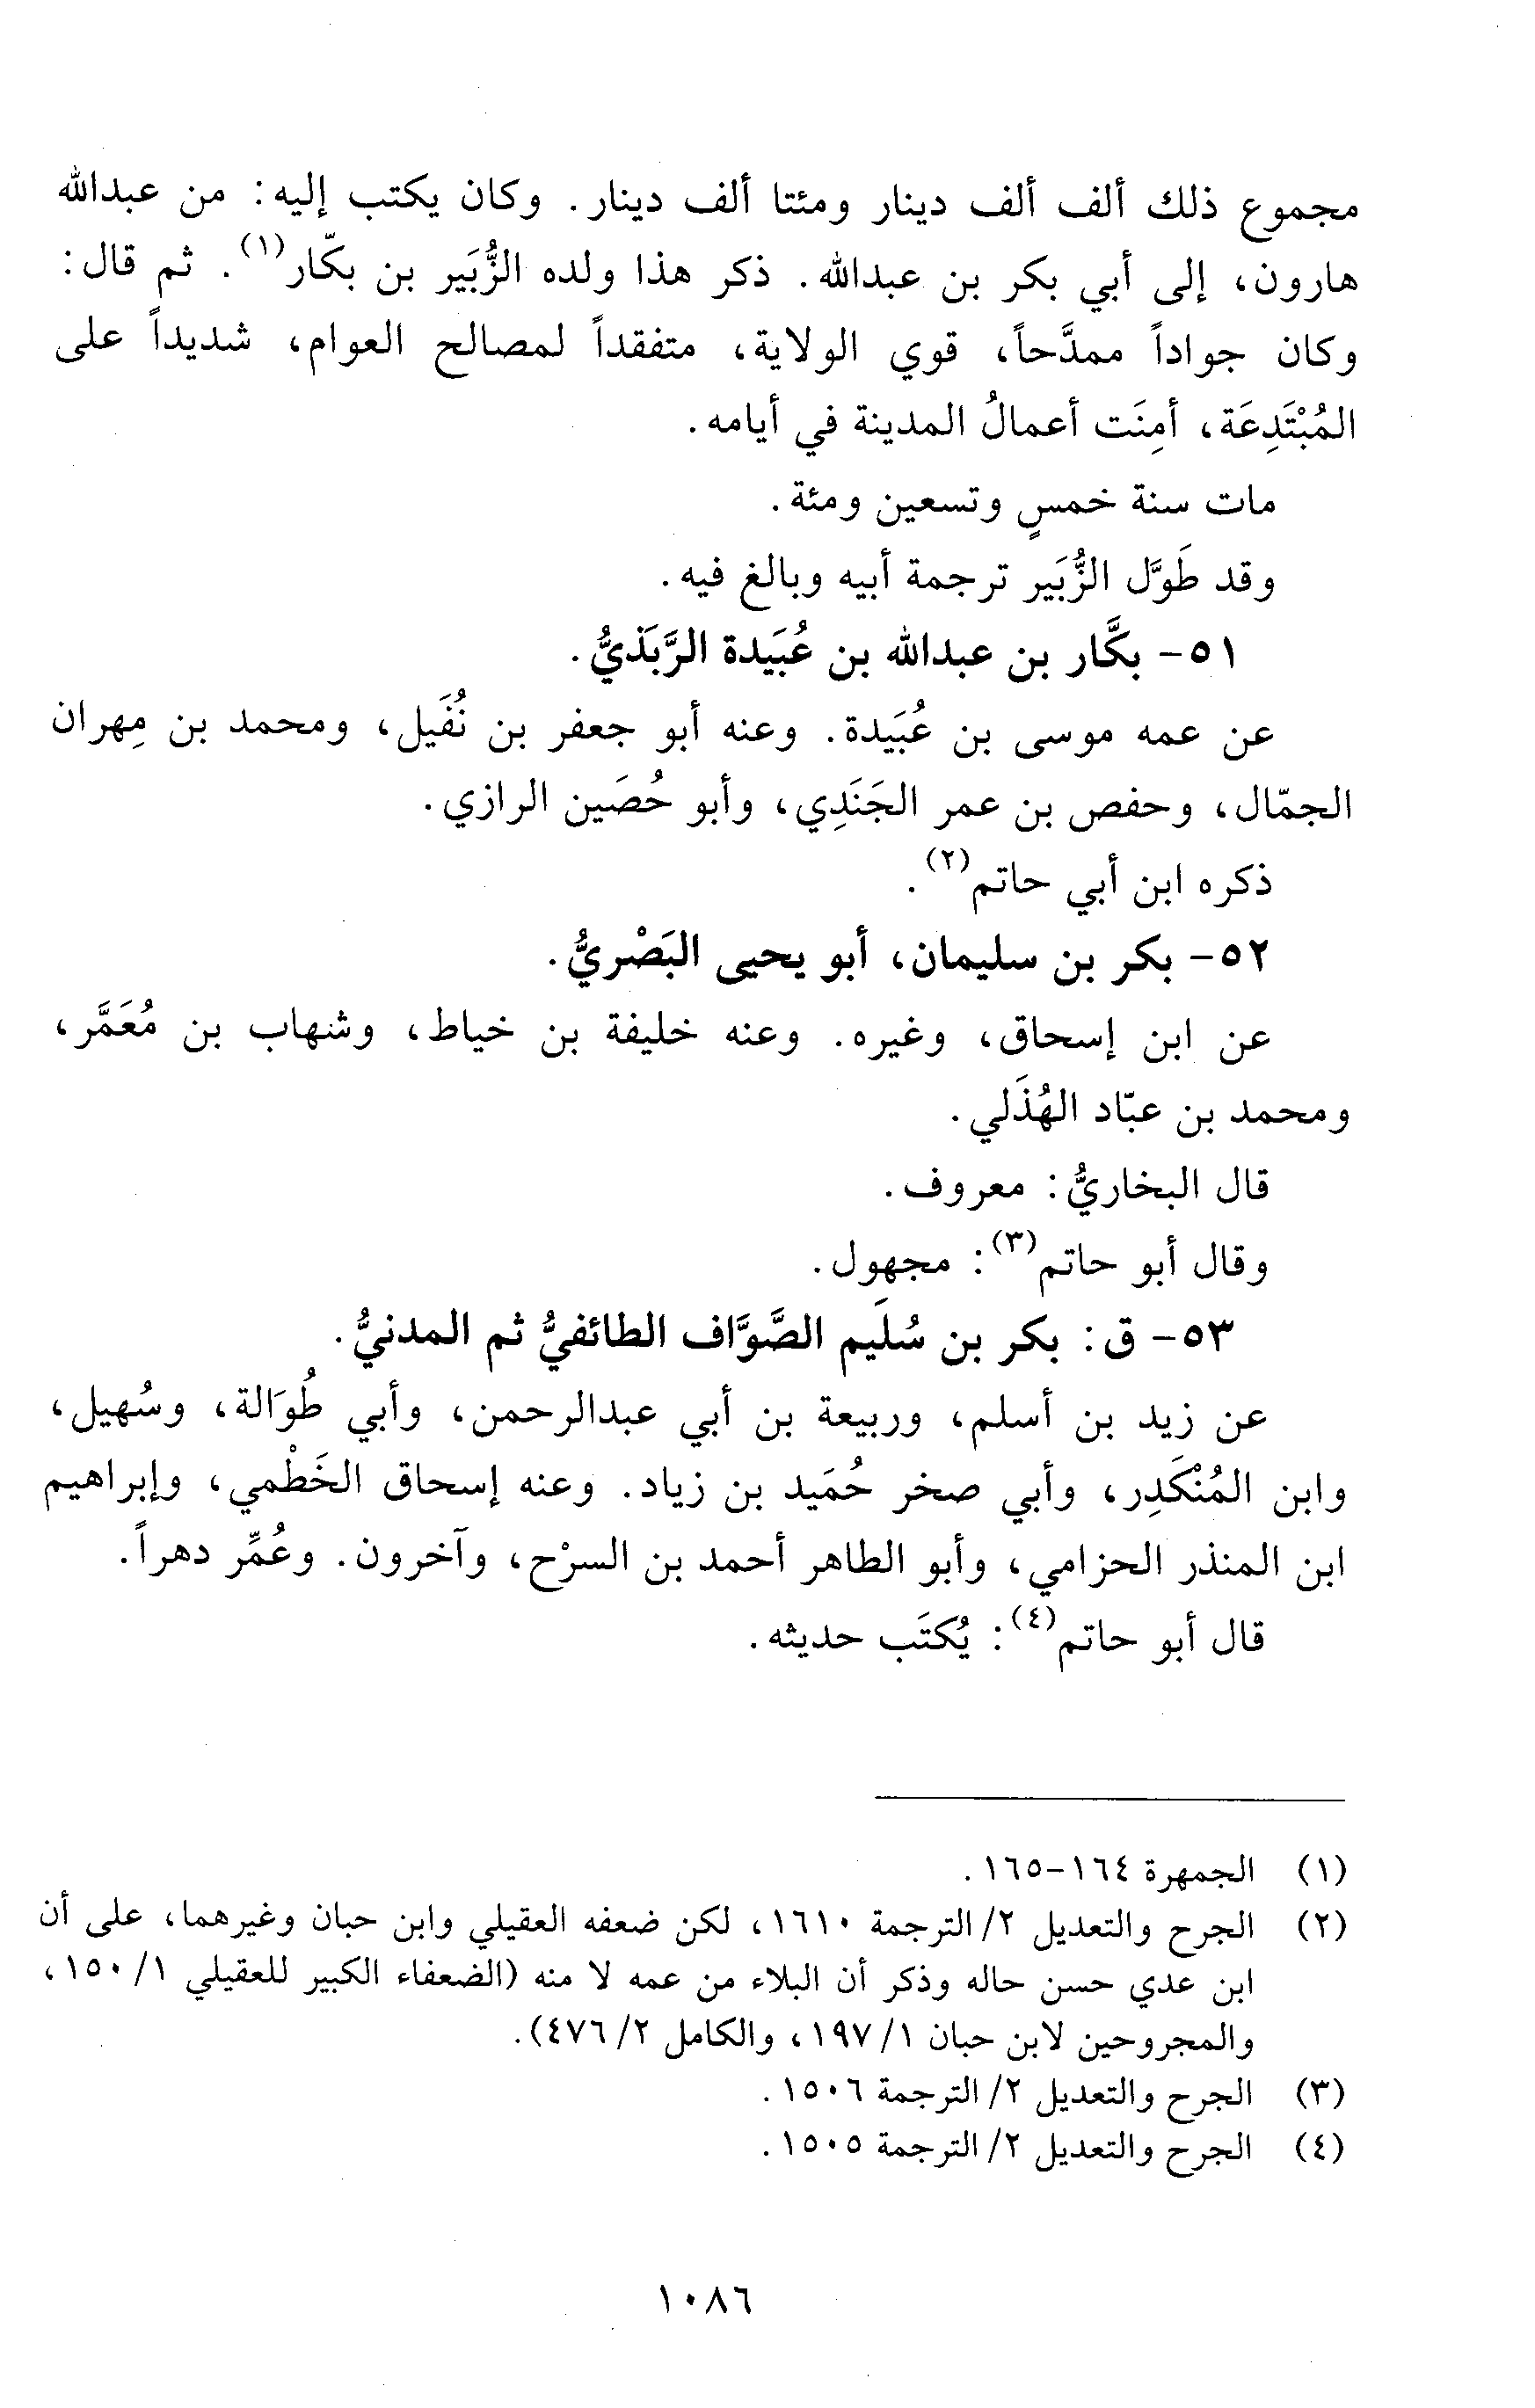 مجموع ذلك ألف ألف دينار ومئتا ألف دينار. وكان يكتب إليه: من عبدالله
هارون، إلى أبي بكر بن عبدالله. ذكر هذا ولده الزُّبَير بن بكّار(١). ثم قال:
وكان جواداً ممدَّحاً، قوي الولاية، متفقداً لمصالح العوام، شديداً على
المُبْتَدِعَة، أمِنَت أعمالُ المدينة في أيامه.
مات سنة خمسٍ وتسعين ومئة.
وقد طَوَّل الزُّبَير ترجمة أبيه وبالغ فيه.
٥١- بكَّار بن عبدالله بن عُبَيدة الرَّبَذيُّ.
عن عمه موسى بن عُبَيدة. وعنه أبو جعفر بن نُفَيل، ومحمد بن مِهران
الجمّال، وحفص بن عمر الجَنَدِي، وأبو حُصَين الرازي.
ذكره ابن أبي حاتم(٢).
٥٢- بكر بن سليمان، أبو يحيى البَصْريُّ.
عن ابن إسحاق، وغيره. وعنه خليفة بن خياط، وشهاب بن مُعَمَّر،
ومحمد بن عبّاد الهُذَلي.
قال البخاريُّ: معروف.
وقال أبو حاتم(٣): مجهول.
٥٣- ق: بكر بن سُلَيم الصَّوَّاف الطائفيُّ ثم المدنيُّ.
عن زيد بن أسلم، وربيعة بن أبي عبدالرحمن، وأبي طُوَالة، وسُهيل،
وابن المُنْكَدِر، وأبي صخر حُمَيد بن زياد. وعنه إسحاق الخَطْمي، وإبراهيم
ابن المنذر الحزامي، وأبو الطاهر أحمد بن السرْح، وآخرون. وعُمِّر دهراً.
قال أبو حاتم(٤): يُكتَب حديثه.
(١) الجمهرة ١٦٤-١٦٥.
(٢) الجرح والتعديل ٢/ الترجمة ١٦١٠، لكن ضعفه العقيلي وابن حبان وغيرهما، على أن
ابن عدي حسن حاله وذكر أن البلاء من عمه لا منه (الضعفاء الكبير للعقيلي ١/ ١٥٠،
والمجروحين لابن حبان ١/ ١٩٧، والكامل ٢/ ٤٧٦).
(٣) الجرح والتعديل ٢/ الترجمة ١٥٠٦.
(٤) الجرح والتعديل ٢/ الترجمة ١٥٠٥.
١٠٨٦